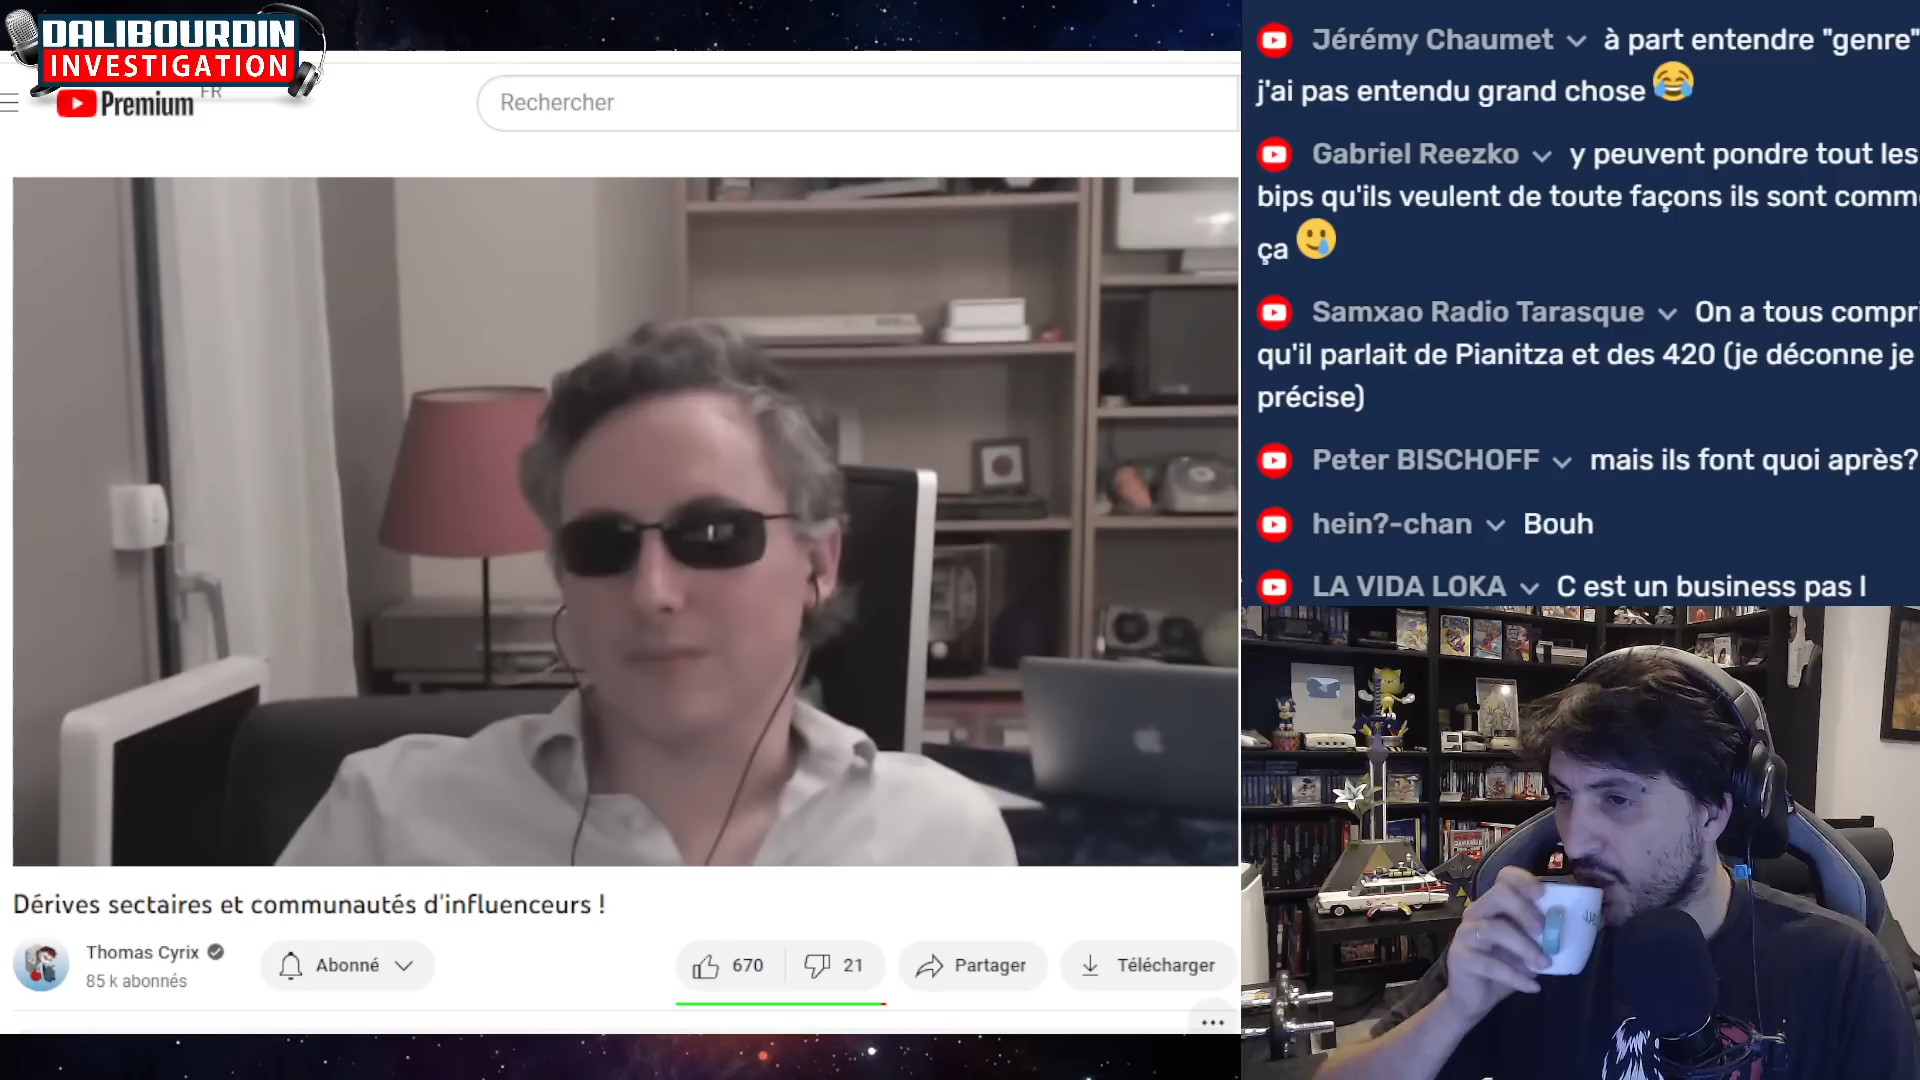 DALIBOURDIN
INVESTIGATION
Premium
FR
Rechercher
Dérives sectaires et communautés d'influenceurs !
Thomas Cyrix
85 k abonnés
Abonné
670
21
Partager
Télécharger
Jérémy Chaumet à part entendre "genre"
j'ai pas entendu grand chose 😂
Gabriel Reezko y peuvent pondre tout les
bips qu'ils veulent de toute façons ils sont comme
ça 🥲
Samxao Radio Tarasque On a tous compri
qu'il parlait de Pianitza et des 420 (je déconne je
précise)
Peter BISCHOFF mais ils font quoi après?
hein?-chan Bouh
LA VIDA LOKA C est un business pas l